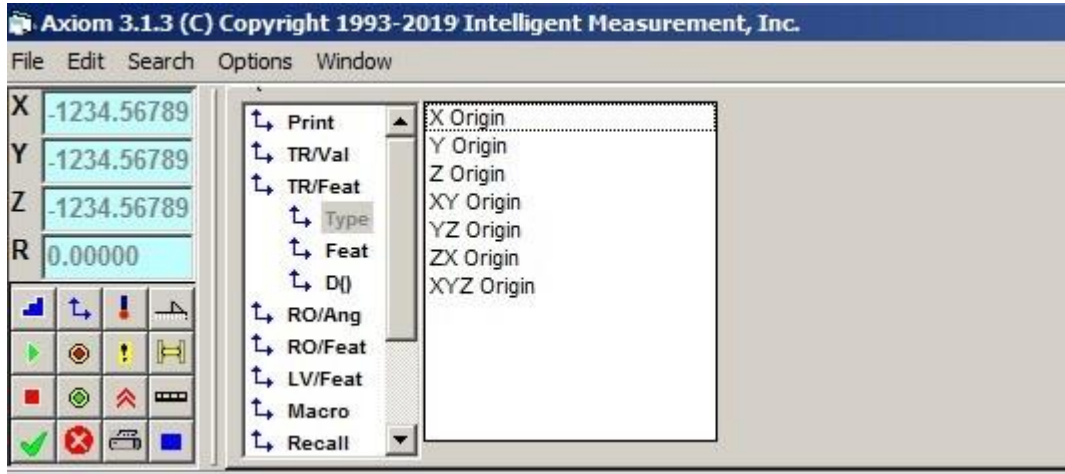 Axiom 3.1.3 (C) Copyright 1993-2019 Intelligent Measurement, Inc.
File Edit Search Options Window
X -1234.56789
Y -1234.56789
Z -1234.56789
R 0.00000
Print
TR/Val
TR/Feat
Type
Feat
D()
RO/Ang
RO/Feat
LV/Feat
Macro
Recall
X Origin
Y Origin
Z Origin
XY Origin
YZ Origin
ZX Origin
XYZ Origin